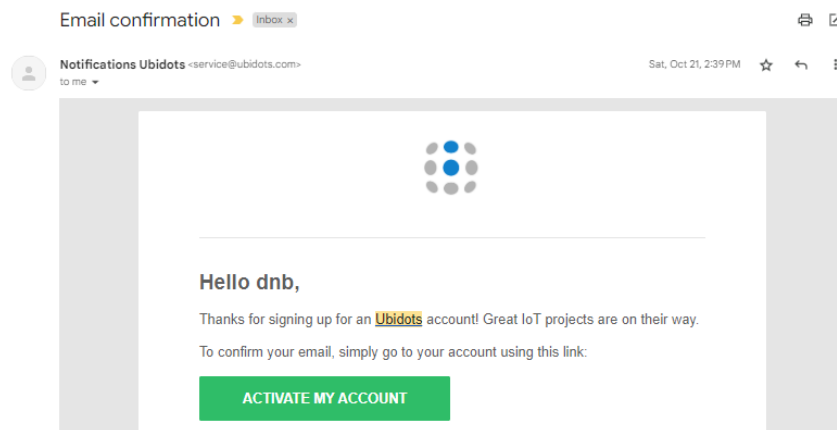 Email confirmation Inbox x
Notifications Ubidots <service@ubidots.com> Sat, Oct 21, 2:39 PM
to me
Hello dnb,
Thanks for signing up for an Ubidots account! Great IoT projects are on their way.
To confirm your email, simply go to your account using this link:
ACTIVATE MY ACCOUNT